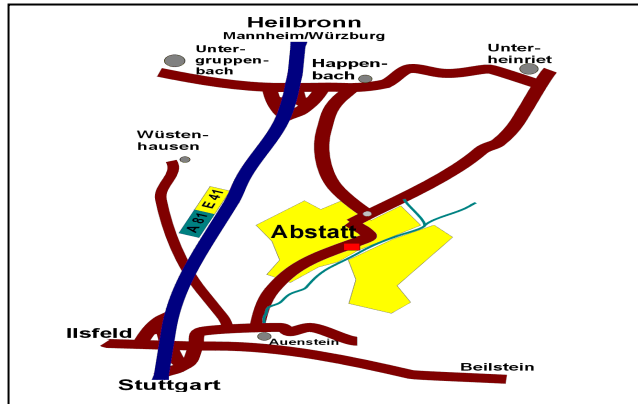 Heilbronn
Mannheim/Würzburg
Unter-
gruppen-
bach
Happen-
bach
Unter-
heinriet
Wüsten-
hausen
A 81
E 41
Abstatt
Ilsfeld
Auenstein
Beilstein
Stuttgart